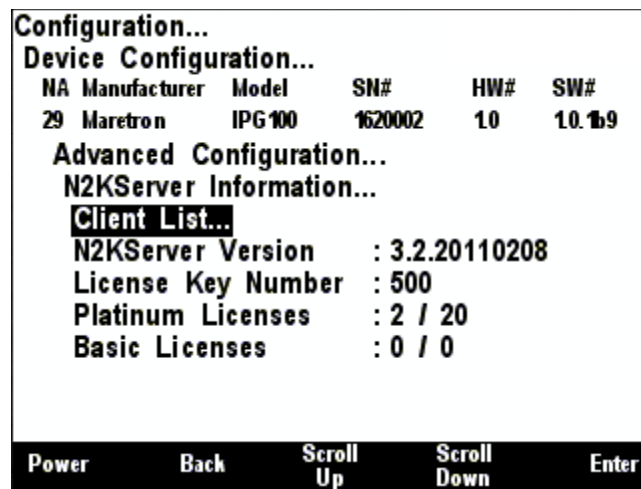 Configuration...
Device Configuration...
NA Manufacturer Model SN# HW# SW#
29 Maretron IPG100 1620002 1.0 1.0.1b9
Advanced Configuration...
N2KServer Information...
Client List...
N2KServer Version : 3.2.20110208
License Key Number : 500
Platinum Licenses : 2 / 20
Basic Licenses : 0 / 0
Power Back Scroll Up Scroll Down Enter